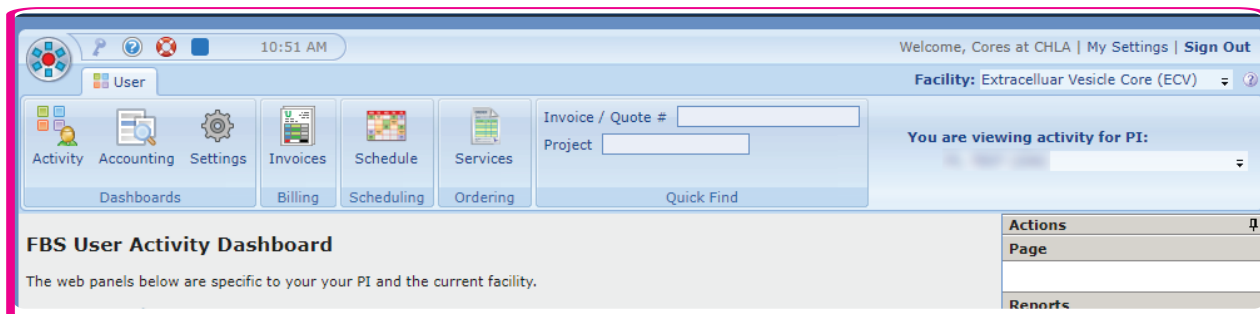 10:51 AM
Welcome, Cores at CHLA | My Settings | Sign Out
User
Facility: Extracelluar Vesicle Core (ECV)
Activity
Accounting
Settings
Dashboards
Invoices
Billing
Schedule
Scheduling
Services
Ordering
Invoice / Quote #
Project
Quick Find
You are viewing activity for PI:
FBS User Activity Dashboard
The web panels below are specific to your your PI and the current facility.
Actions
Page
Reports